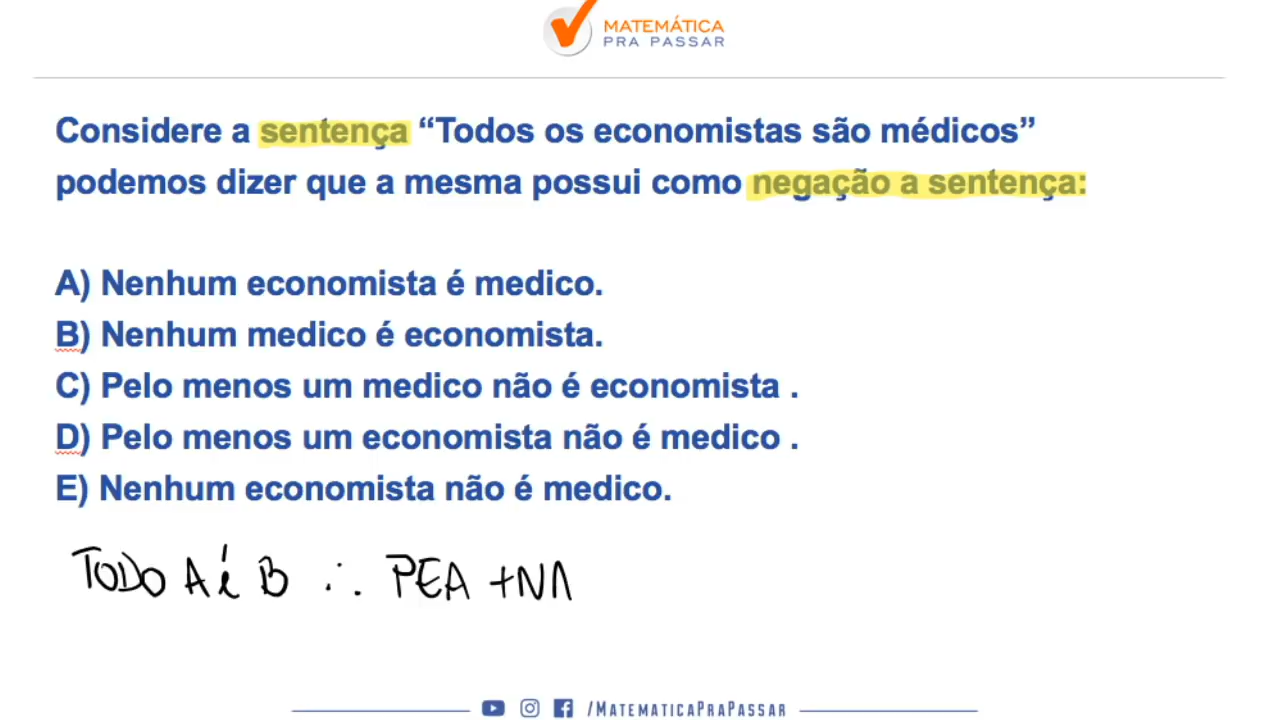 MATEMÁTICA
PRA PASSAR
Considere a sentença “Todos os economistas são médicos”
podemos dizer que a mesma possui como negação a sentença:
A) Nenhum economista é medico.
B) Nenhum medico é economista.
C) Pelo menos um medico não é economista .
D) Pelo menos um economista não é medico .
E) Nenhum economista não é medico.
TODO A é B ∴ PEA +NΛ
/MATEMATICAPRAPASSAR